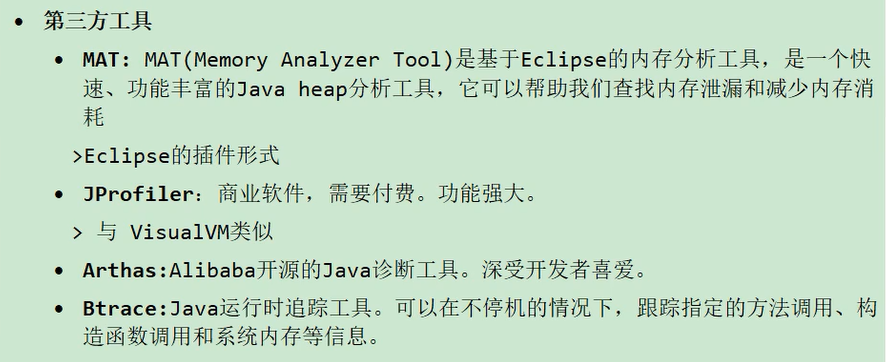 • 第三方工具
• MAT: MAT(Memory Analyzer Tool)是基于Eclipse的内存分析工具，是一个快
速、功能丰富的Java heap分析工具，它可以帮助我们查找内存泄漏和减少内存消
耗
>Eclipse的插件形式
• JProfiler：商业软件，需要付费。功能强大。
> 与 VisualVM类似
• Arthas:Alibaba开源的Java诊断工具。深受开发者喜爱。
• Btrace:Java运行时追踪工具。可以在不停机的情况下，跟踪指定的方法调用、构
造函数调用和系统内存等信息。